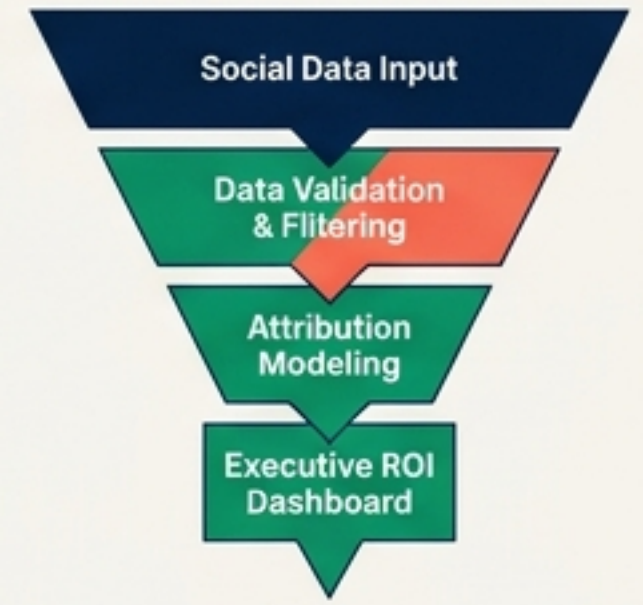 Social Data Input
Data Validation
& Flitering
Attribution
Modeling
Executive ROI
Dashboard